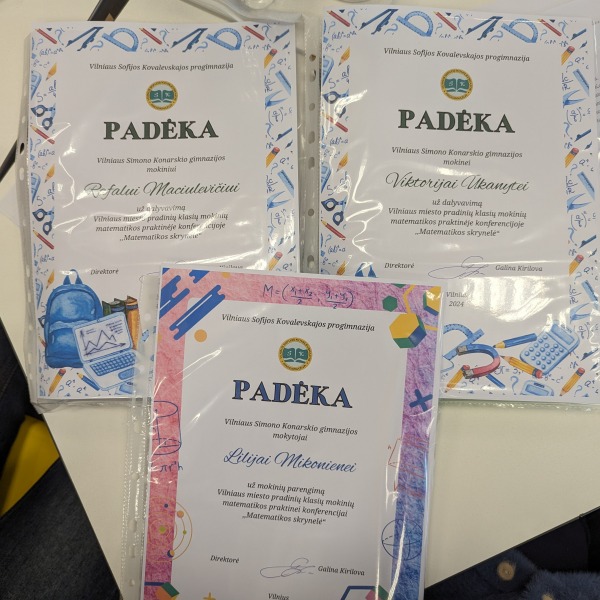 Vilniaus Sofijos Kovalevskajos progimnazija
PADĖKA
Vilniaus Simono Konarskio gimnazijos
mokiniui
Rafalui Maciulevičiui
už dalyvavimą
Vilniaus miesto pradinių klasių mokinių
matematikos praktinėje konferencijoje
„Matematikos skrynelė“
Direktorė
Vilniaus Sofijos Kovalevskajos progimnazija
PADĖKA
Vilniaus Simono Konarskio gimnazijos
mokinei
Viktorijai Ukanytei
už dalyvavimą
Vilniaus miesto pradinių klasių mokinių
matematikos praktinėje konferencijoje
„Matematikos skrynelė“
Direktorė Galina Kirilova
Vilnius
2024
Vilniaus Sofijos Kovalevskajos progimnazija
PADĖKA
Vilniaus Simono Konarskio gimnazijos
mokytojai
Lilijai Mikonienei
už mokinių parengimą
Vilniaus miesto pradinių klasių mokinių
matematikos praktinei konferencijai
"Matematikos skrynelė"
Direktorė Galina Kirilova
Vilnius